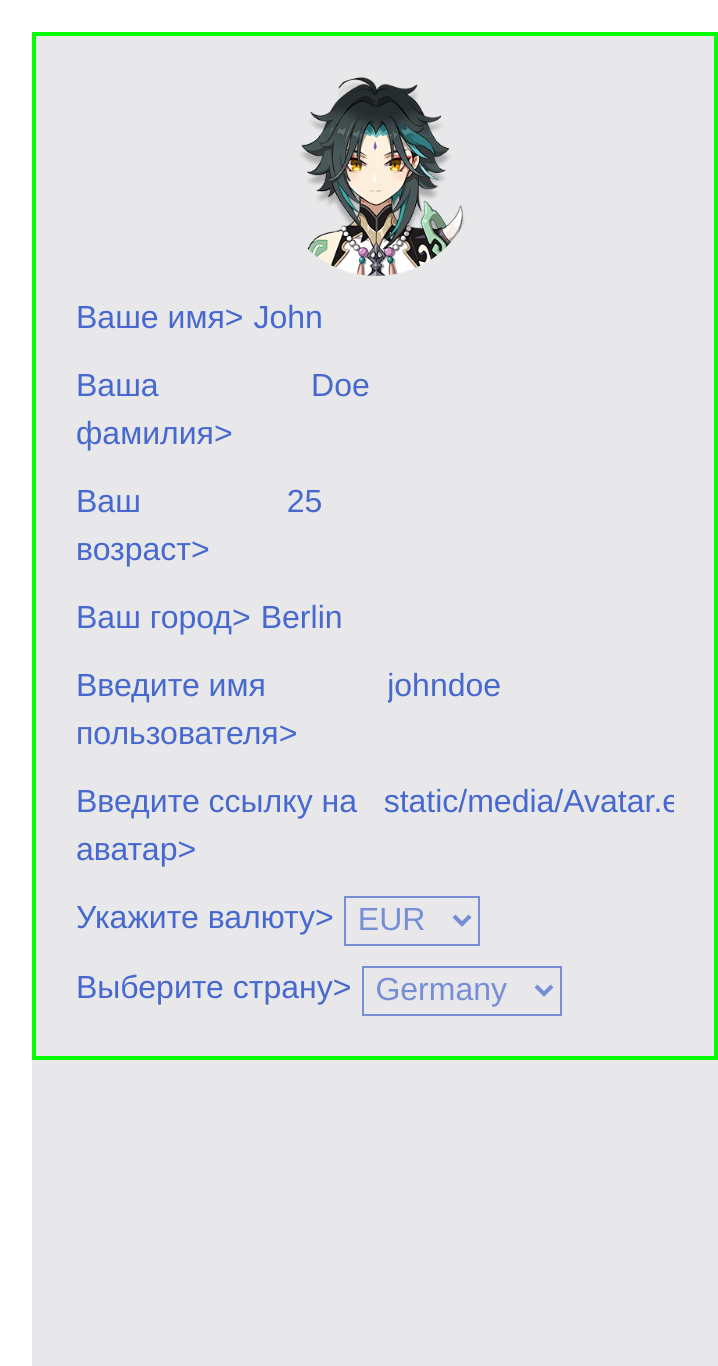 Ваше имя> John
Ваша Doe
фамилия>
Ваш 25
возраст>
Ваш город> Berlin
Введите имя johndoe
пользователя>
Введите ссылку на static/media/Avatar.e
аватар>
Укажите валюту> EUR
Выберите страну> Germany